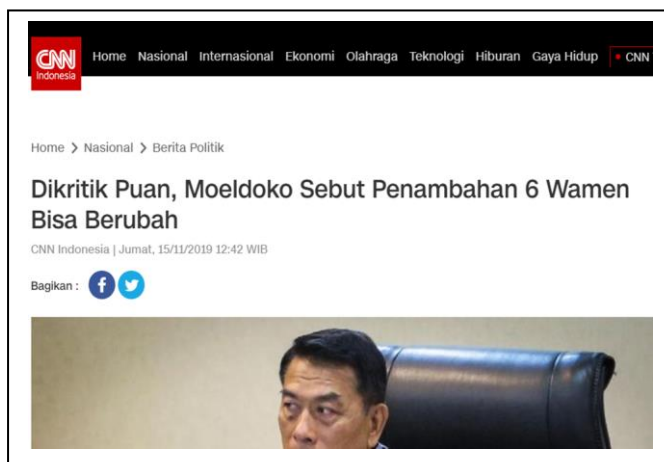 CNN
Indonesia
Home Nasional Internasional Ekonomi Olahraga Teknologi Hiburan Gaya Hidup • CNN
Home > Nasional > Berita Politik
Dikritik Puan, Moeldoko Sebut Penambahan 6 Wamen
Bisa Berubah
CNN Indonesia | Jumat, 15/11/2019 12:42 WIB
Bagikan :